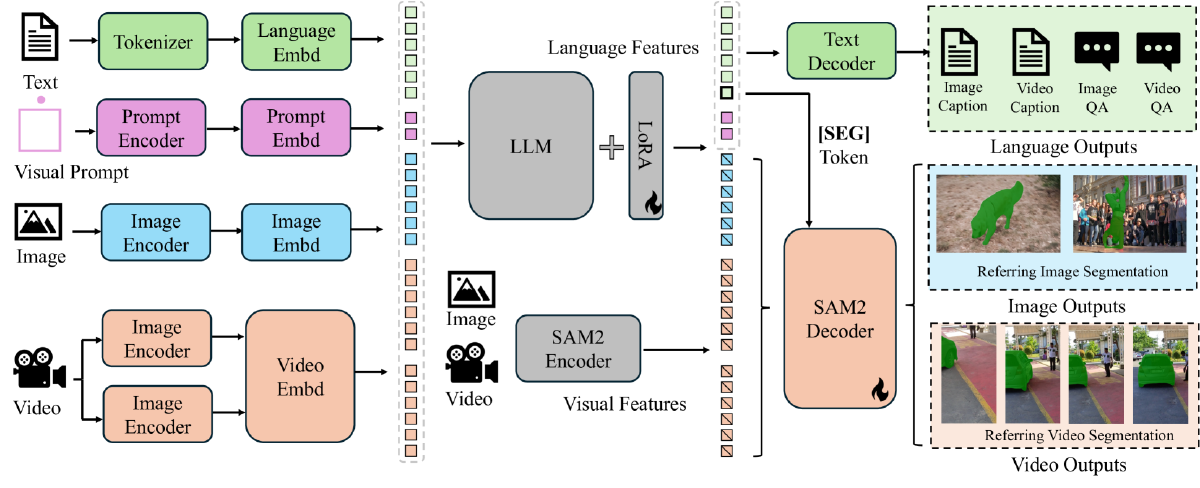 Text
Tokenizer
Language
Embd
Visual Prompt
Prompt
Encoder
Prompt
Embd
Image
Image
Encoder
Image
Embd
Video
Image
Encoder
Image
Encoder
Video
Embd
LLM
LoRA
Image
Video
SAM2
Encoder
Visual Features
Language Features
Text
Decoder
[SEG]
Token
SAM2
Decoder
Image
Caption
Video
Caption
Image
QA
Video
QA
Language Outputs
Referring Image Segmentation
Image Outputs
Referring Video Segmentation
Video Outputs